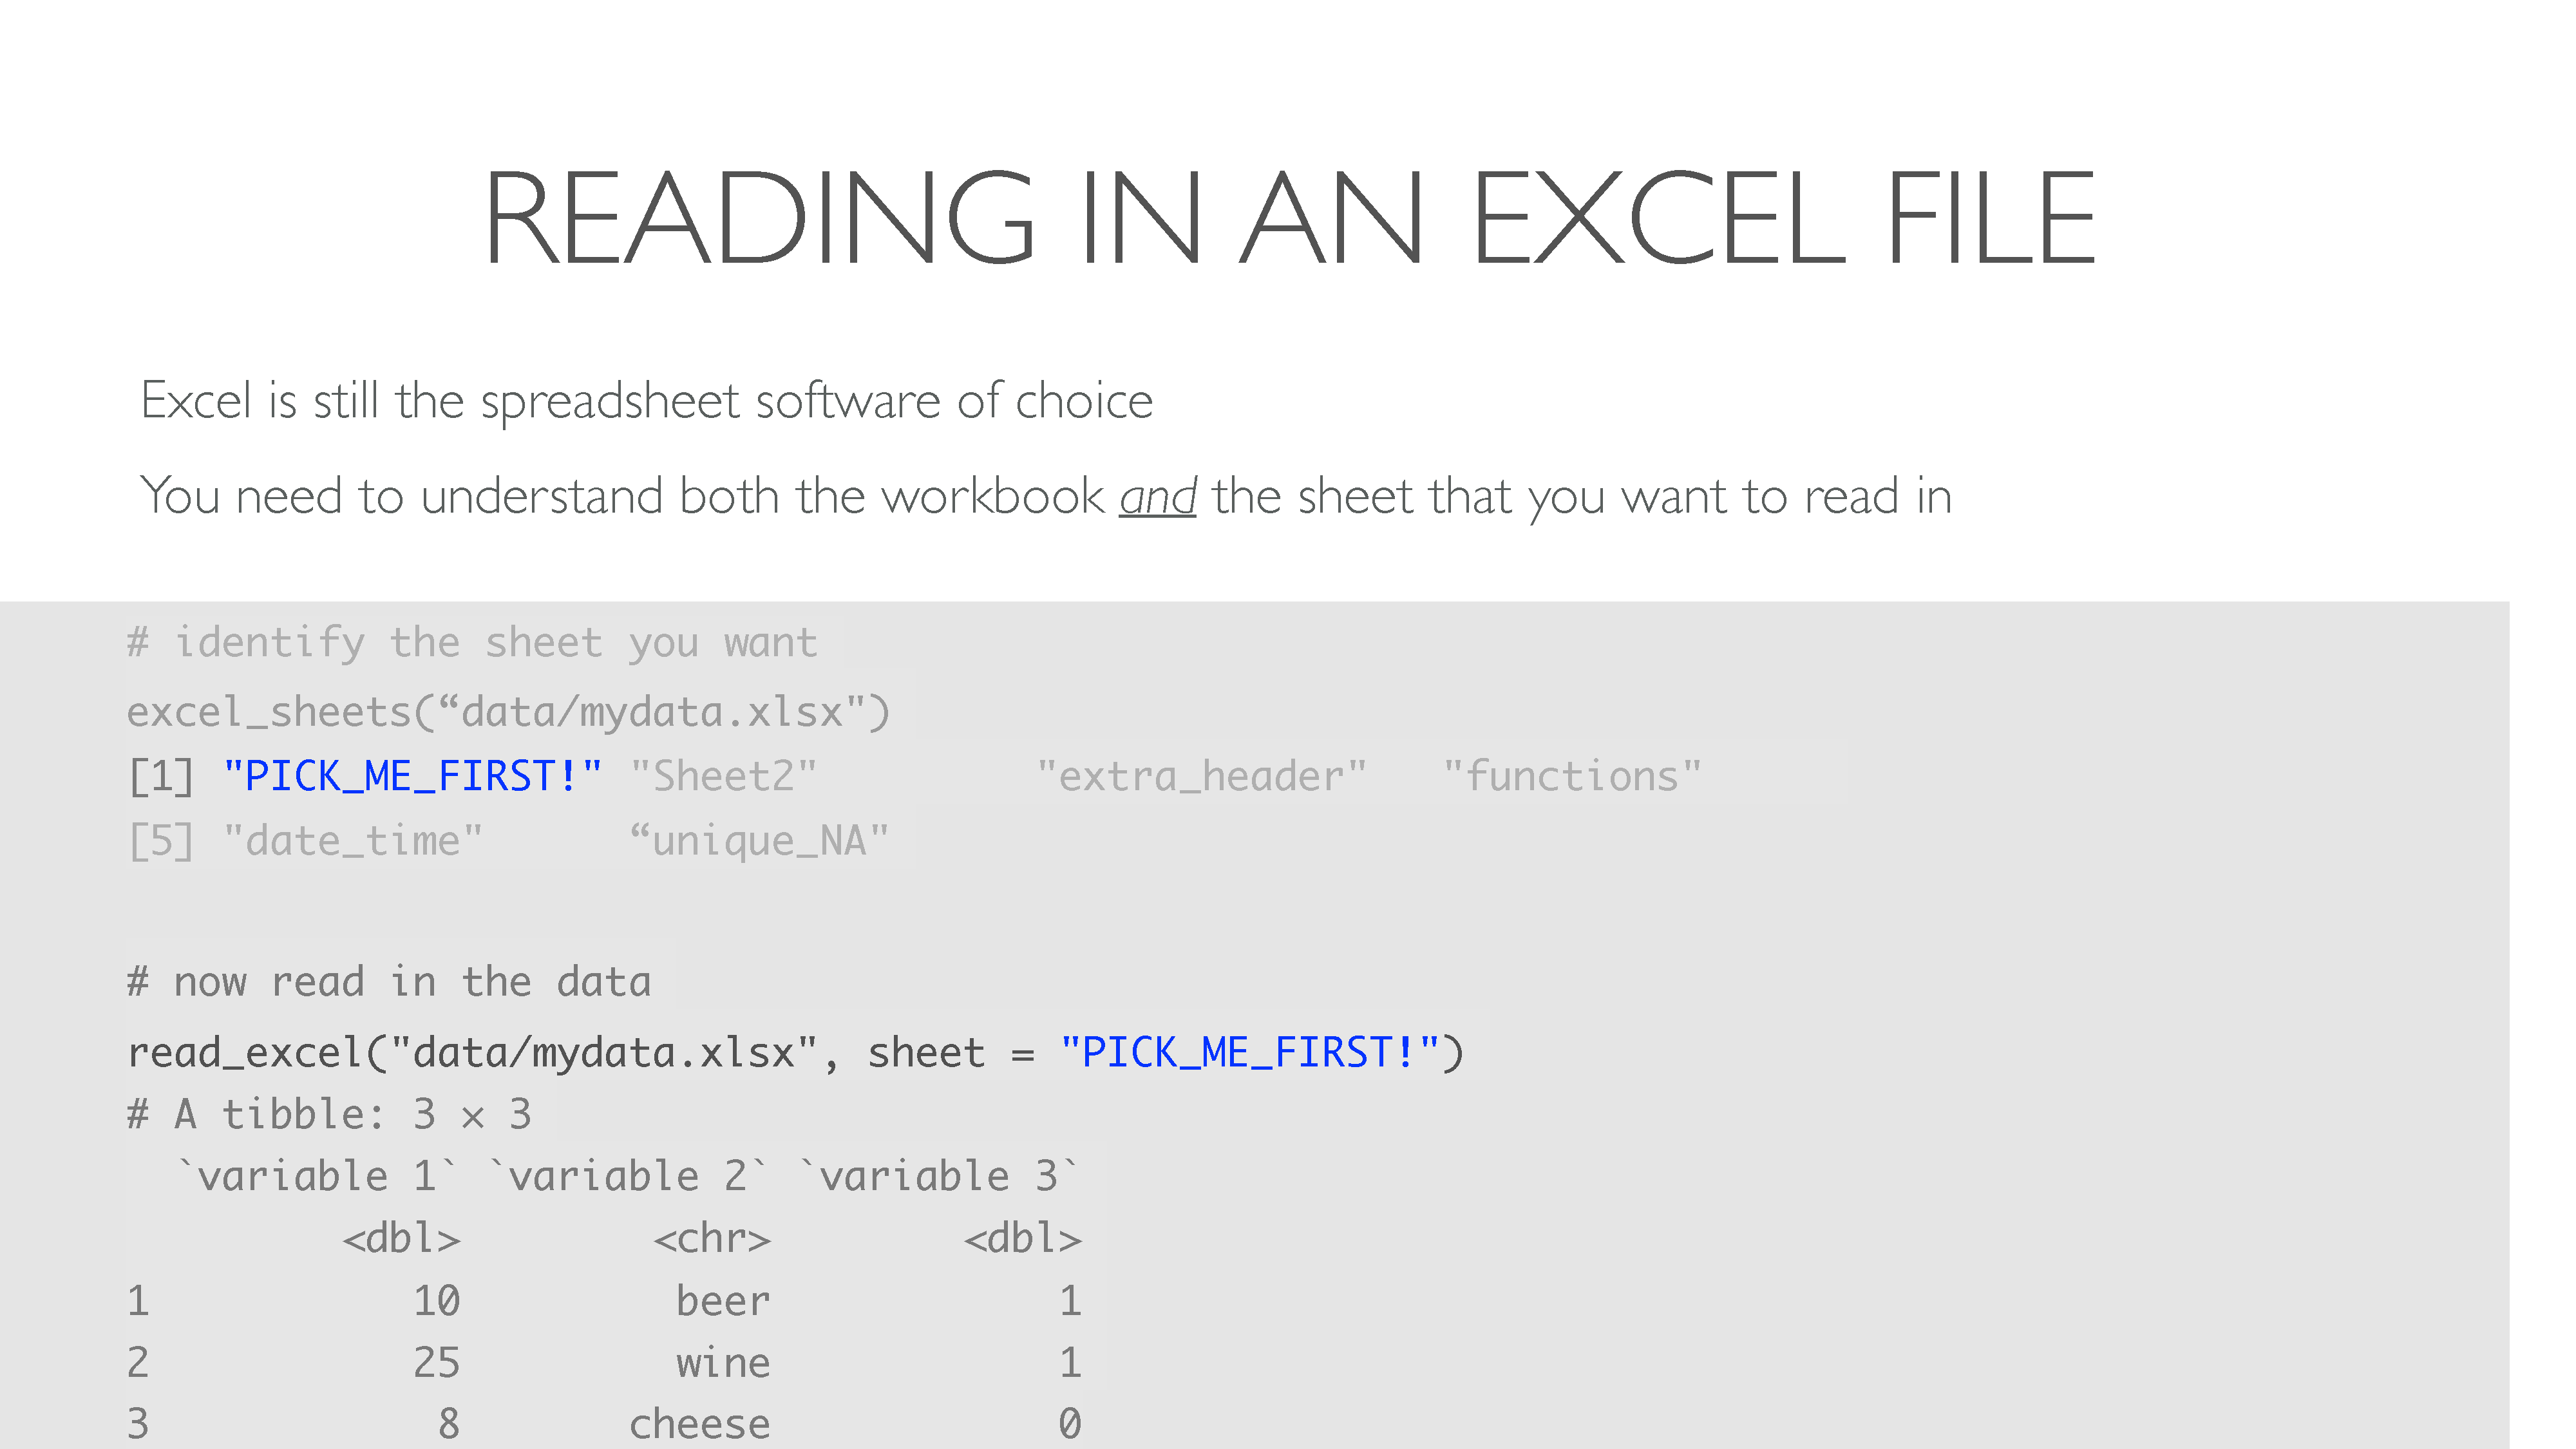 READING IN AN EXCEL FILE
Excel is still the spreadsheet software of choice
You need to understand both the workbook and the sheet that you want to read in
# identify the sheet you want
excel_sheets(“data/mydata.xlsx")
[1] "PICK_ME_FIRST!" "Sheet2" "extra_header" "functions"
[5] "date_time" “unique_NA"
# now read in the data
read_excel("data/mydata.xlsx", sheet = "PICK_ME_FIRST!")
# A tibble: 3 × 3
`variable 1` `variable 2` `variable 3`
<dbl> <chr> <dbl>
1 10 beer 1
2 25 wine 1
3 8 cheese 0